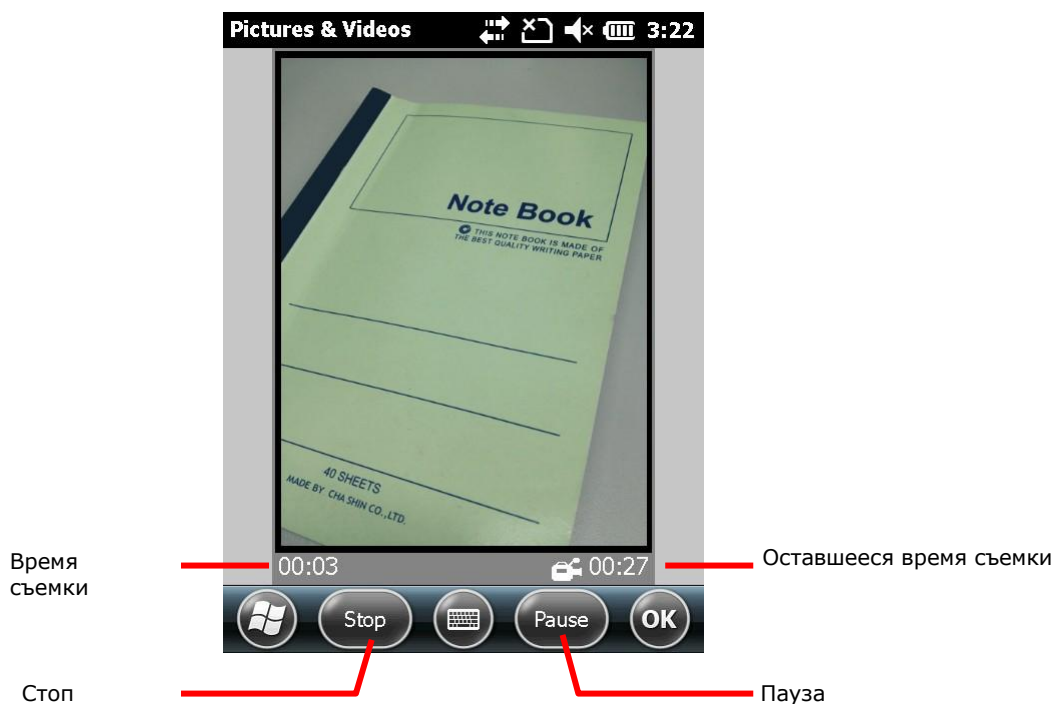 Pictures & Videos 3:22
Note Book
THIS NOTE BOOK IS MADE OF
THE BEST QUALITY WRITING PAPER
40 SHEETS
MADE BY CHA SHIN CO.,LTD.
Время
съемки
00:03
00:27
Оставшееся время съемки
Stop
Pause
OK
Стоп
Пауза